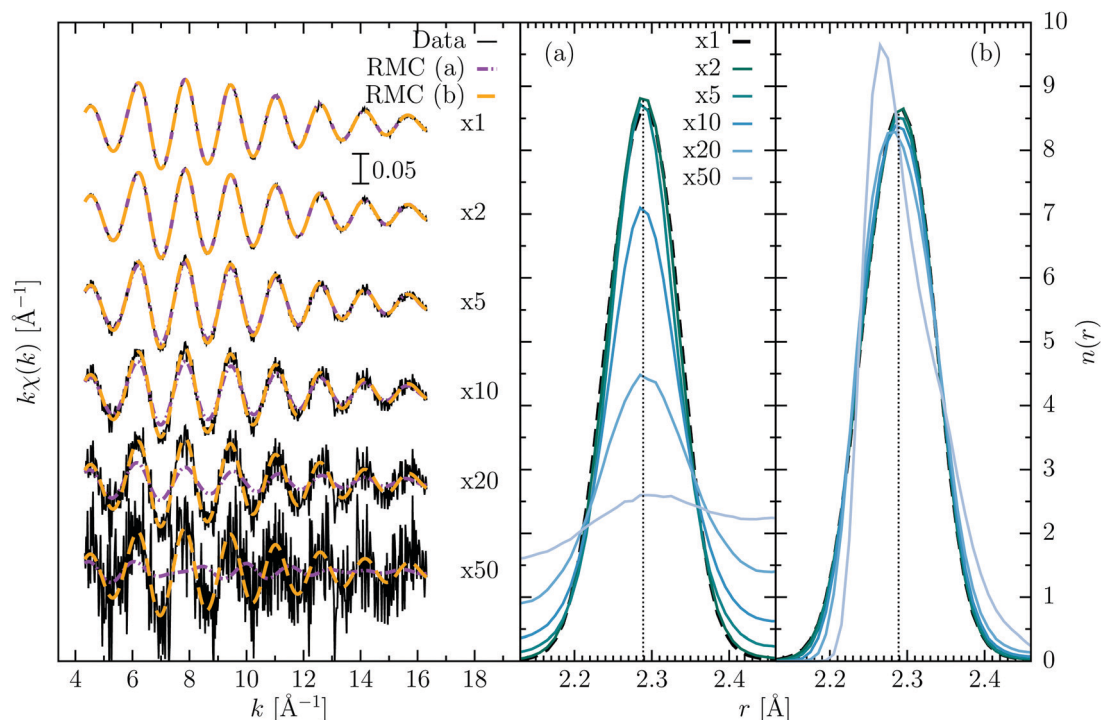 Data
RMC (a)
RMC (b)
x1
0.05
x2
x5
x10
x20
x50
kχ(k) [Å⁻¹]
4 6 8 10 12 14 16 18
k [Å⁻¹]
(a)
x1
x2
x5
x10
x20
x50
(b)
2.2 2.3 2.4 2.2 2.3 2.4
r [Å]
10
9
8
7
6
5
4
3
2
1
0
n(r)